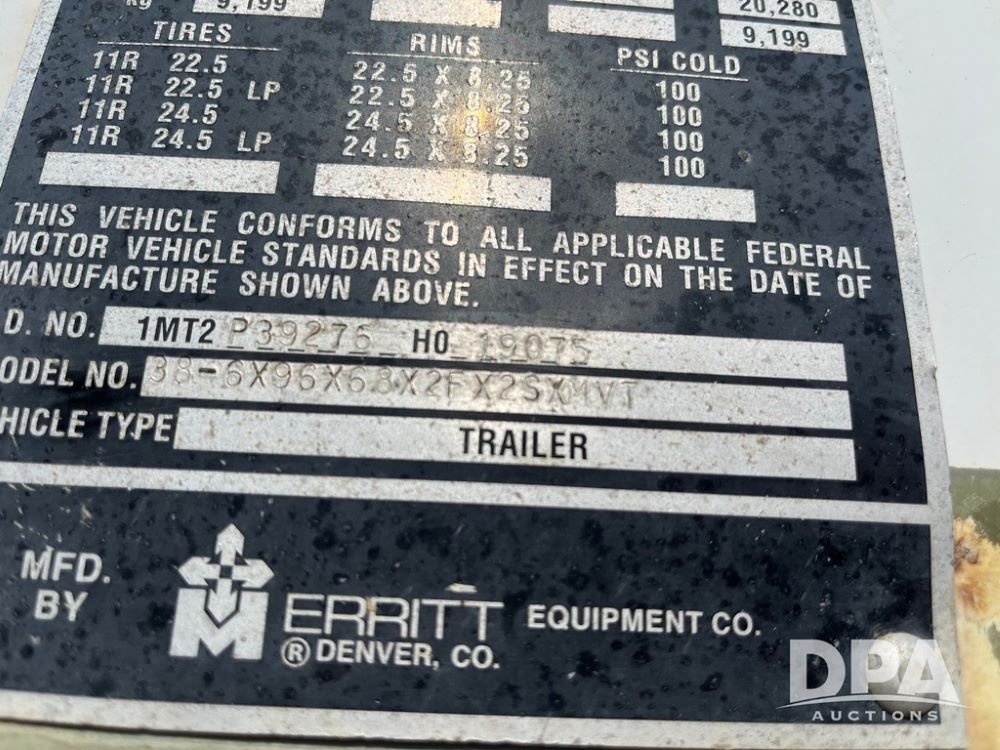 kg 9,199 20,280
9,199
TIRES RIMS PSI COLD
11R 22.5 22.5 X 8.25 100
11R 22.5 LP 22.5 X 8.25 100
11R 24.5 24.5 X 8.25 100
11R 24.5 LP 24.5 X 8.25 100
THIS VEHICLE CONFORMS TO ALL APPLICABLE FEDERAL
MOTOR VEHICLE STANDARDS IN EFFECT ON THE DATE OF
MANUFACTURE SHOWN ABOVE.
D. NO. 1MT2 P39276 H0 19075
ODEL NO. 38-6X96X68X2FX2SXMVT
HICLE TYPE TRAILER
MFD. BY
M ERRITT EQUIPMENT CO.
® DENVER, CO.
DPA
AUCTIONS